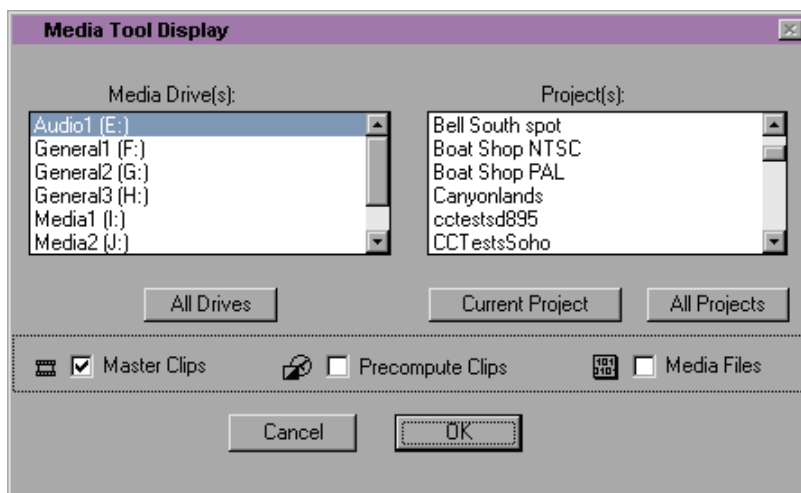 Media Tool Display
Media Drive(s):
Audio1 (E:)
General1 (F:)
General2 (G:)
General3 (H:)
Media1 (I:)
Media2 (J:)
Project(s):
Bell South spot
Boat Shop NTSC
Boat Shop PAL
Canyonlands
cctestsd895
CCTestsSoho
All Drives
Current Project
All Projects
Master Clips
Precompute Clips
101
0101
Media Files
Cancel
OK